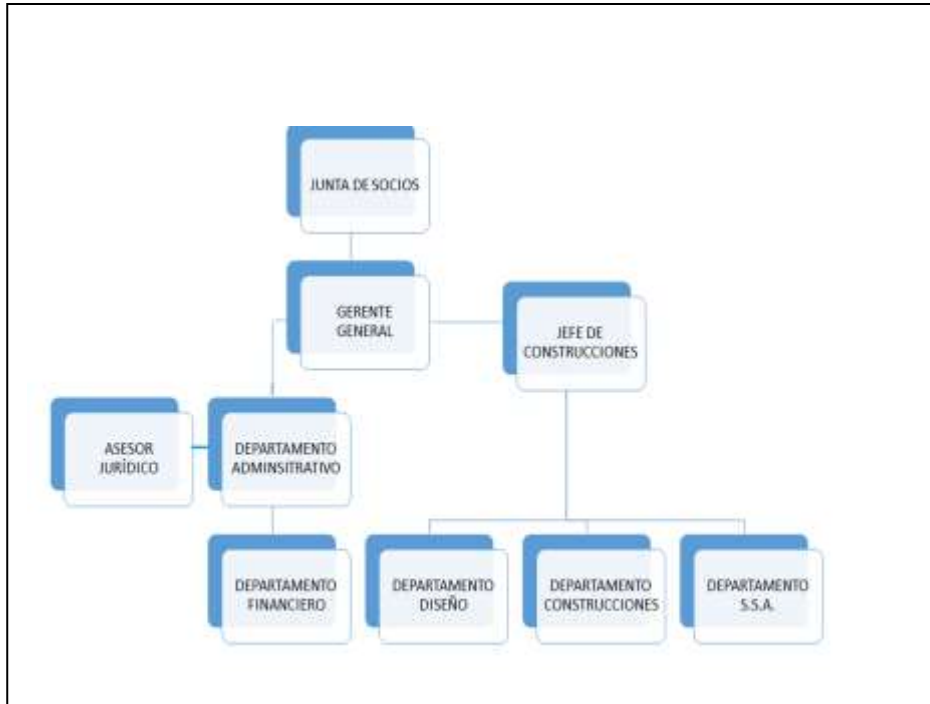 JUNTA DE SOCIOS
GERENTE
GENERAL
JEFE DE
CONSTRUCCIONES
ASESOR
JURÍDICO
DEPARTAMENTO
ADMINSITRATIVO
DEPARTAMENTO
FINANCIERO
DEPARTAMENTO
DISEÑO
DEPARTAMENTO
CONSTRUCCIONES
DEPARTAMENTO
S.S.A.